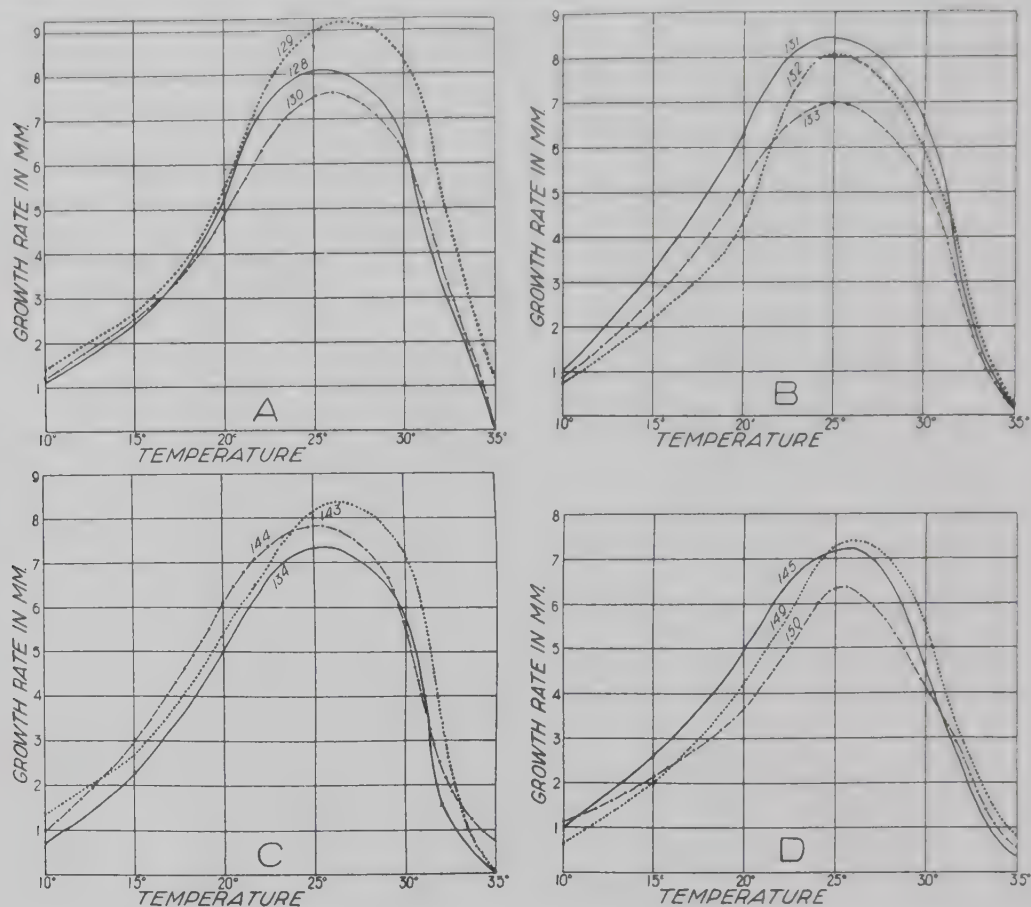 GROWTH RATE IN MM.
9
8
7
6
5
4
3
2
1
129
128
130
A
10° 15° 20° 25° 30° 35°
TEMPERATURE
GROWTH RATE IN MM.
9
8
7
6
5
4
3
2
1
131
132
133
B
10° 15° 20° 25° 30° 35°
TEMPERATURE
GROWTH RATE IN MM.
9
8
7
6
5
4
3
2
1
144
143
134
C
10° 15° 20° 25° 30° 35°
TEMPERATURE
GROWTH RATE IN MM.
8
7
6
5
4
3
2
1
145
149
150
D
10° 15° 20° 25° 30° 35°
TEMPERATURE